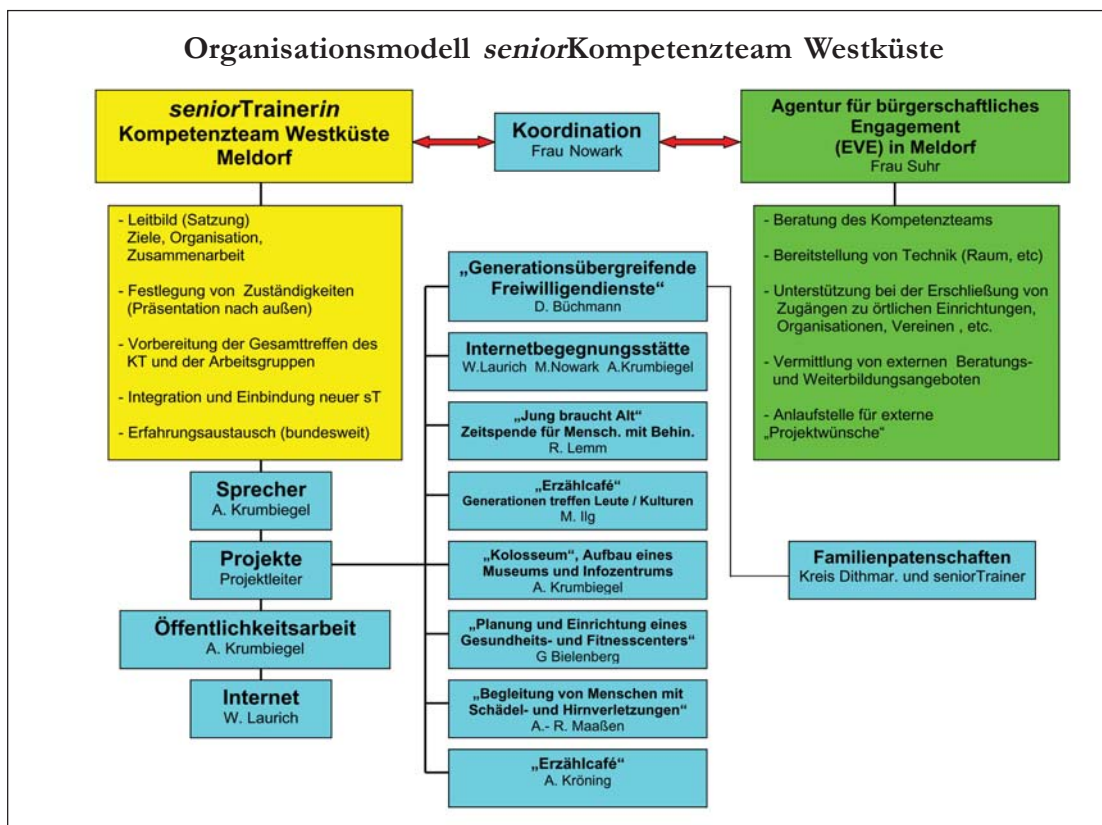 Organisationsmodell seniorKompetenzteam Westküste
seniorTrainerin
Kompetenzteam Westküste
Meldorf
Koordination
Frau Nowark
Agentur für bürgerschaftliches
Engagement
(EVE) in Meldorf
Frau Suhr
- Leitbild (Satzung)
Ziele, Organisation,
Zusammenarbeit
- Festlegung von Zuständigkeiten
(Präsentation nach außen)
- Vorbereitung der Gesamttreffen des
KT und der Arbeitsgruppen
- Integration und Einbindung neuer sT
- Erfahrungsaustausch (bundesweit)
Sprecher
A. Krumbiegel
Projekte
Projektleiter
Öffentlichkeitsarbeit
A. Krumbiegel
Internet
W. Laurich
„Generationsübergreifende
Freiwilligendienste“
D. Büchmann
Internetbegegnungsstätte
W.Laurich M.Nowark A.Krumbiegel
„Jung braucht Alt“
Zeitspende für Mensch. mit Behin.
R. Lemm
„Erzählcafé“
Generationen treffen Leute / Kulturen
M. Ilg
„Kolosseum“, Aufbau eines
Museums und Infozentrums
A. Krumbiegel
„Planung und Einrichtung eines
Gesundheits- und Fitnesscenters“
G Bielenberg
„Begleitung von Menschen mit
Schädel- und Hirnverletzungen“
A.- R. Maaßen
„Erzählcafé“
A. Kröning
- Beratung des Kompetenzteams
- Bereitstellung von Technik (Raum, etc)
- Unterstützung bei der Erschließung von
Zugängen zu örtlichen Einrichtungen,
Organisationen, Vereinen , etc.
- Vermittlung von externen Beratungs-
und Weiterbildungsangeboten
- Anlaufstelle für externe
„Projektwünsche“
Familienpatenschaften
Kreis Dithmar. und seniorTrainer